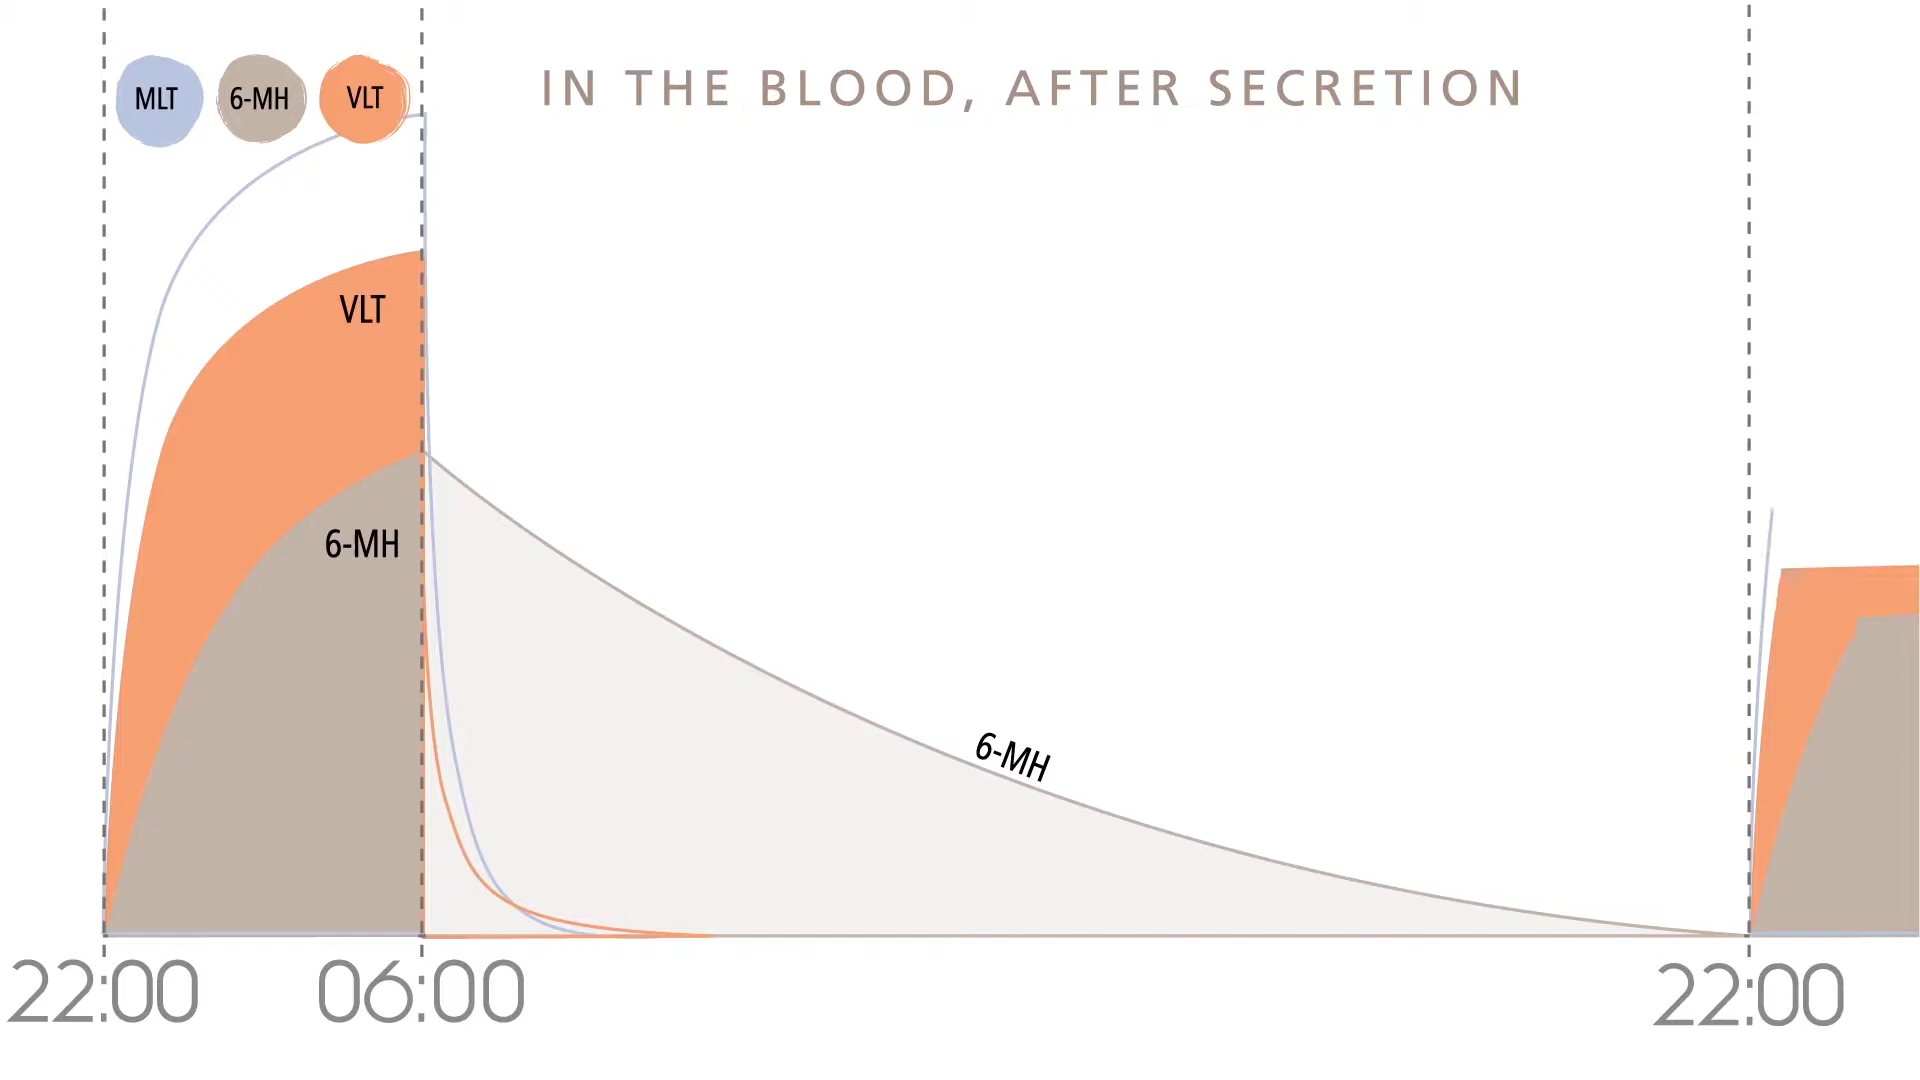 MLT 6-MH VLT
IN THE BLOOD, AFTER SECRETION
VLT
6-MH
6-MH
22:00 06:00 22:00